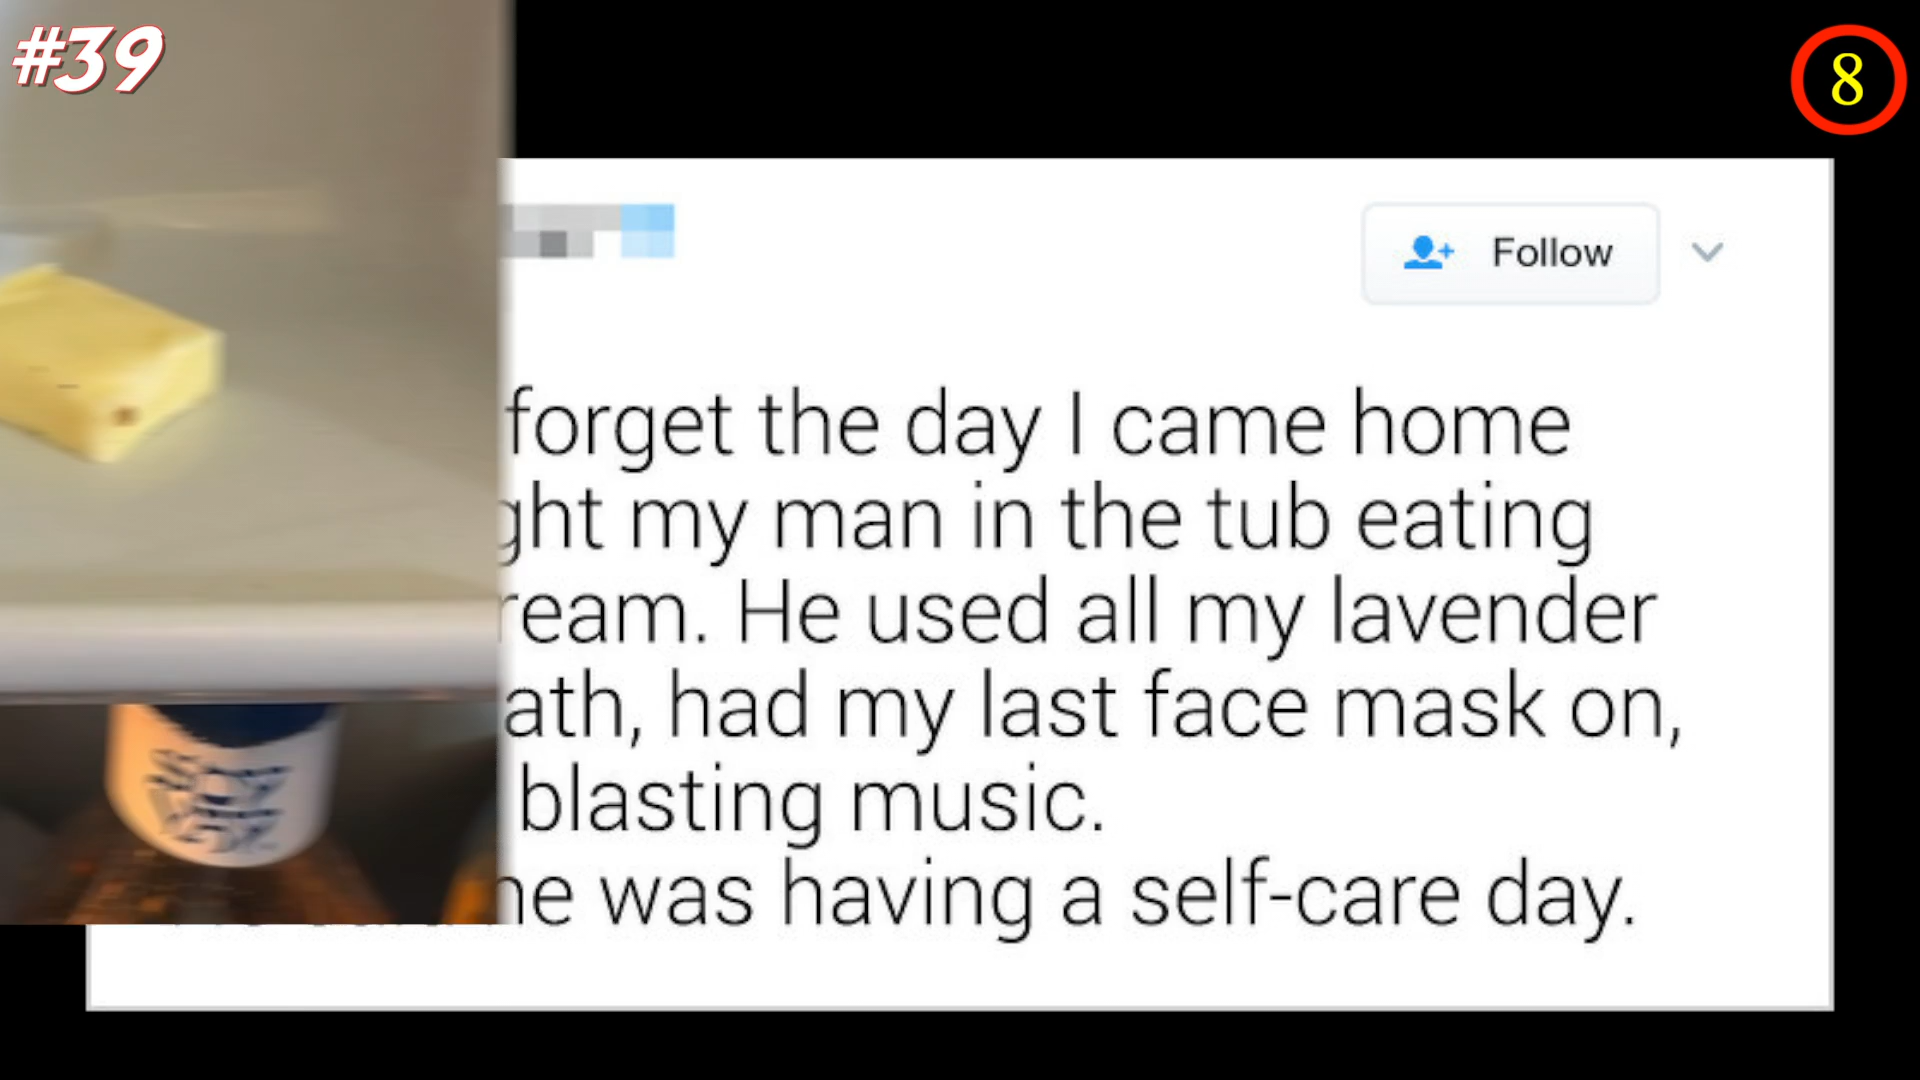 #39
8
Follow
forget the day I came home
ght my man in the tub eating
ream. He used all my lavender
ath, had my last face mask on,
blasting music.
he was having a self-care day.